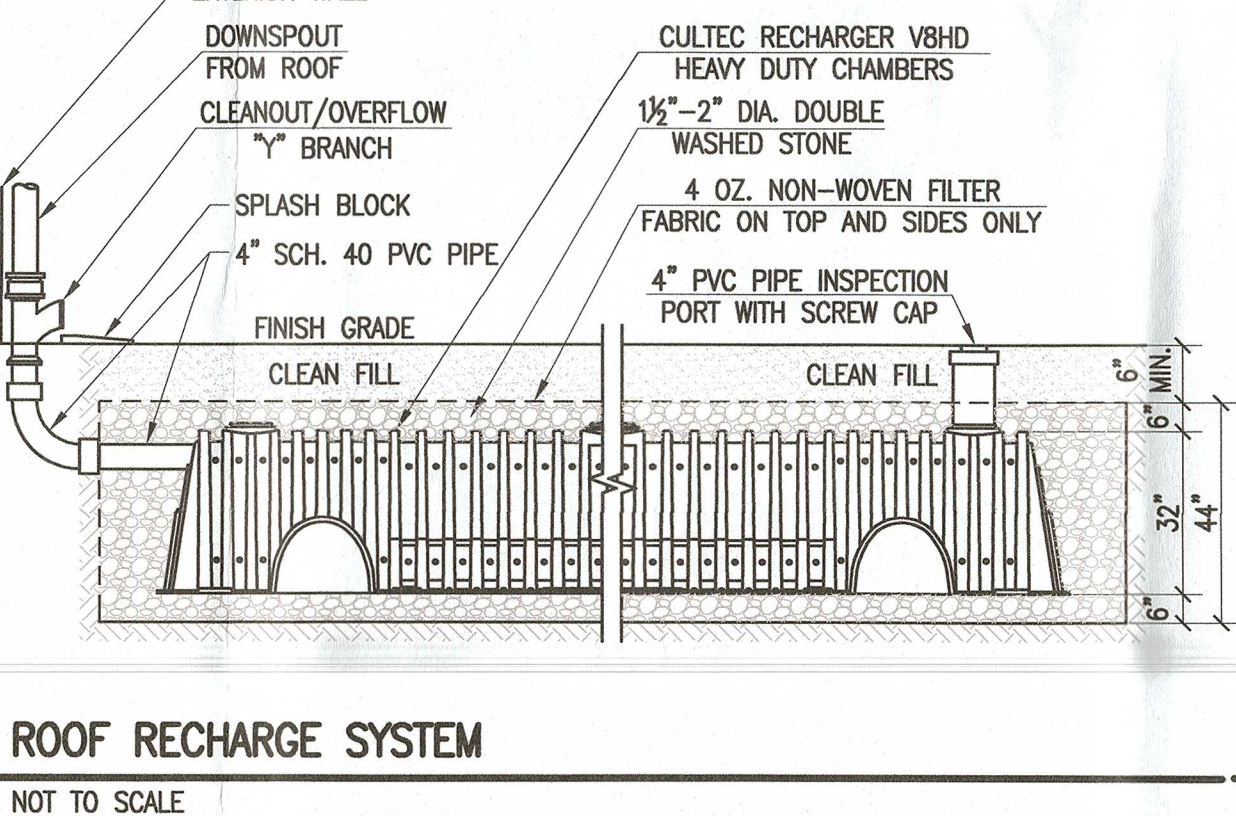 DOWNSPOUT
FROM ROOF
CLEANOUT/OVERFLOW
"Y" BRANCH
SPLASH BLOCK
4" SCH. 40 PVC PIPE
CULTEC RECHARGER V8HD
HEAVY DUTY CHAMBERS
1½"-2" DIA. DOUBLE
WASHED STONE
4 OZ. NON-WOVEN FILTER
FABRIC ON TOP AND SIDES ONLY
4" PVC PIPE INSPECTION
PORT WITH SCREW CAP
FINISH GRADE
CLEAN FILL
CLEAN FILL
6"
MIN.
6"
32"
44"
6"
ROOF RECHARGE SYSTEM
NOT TO SCALE